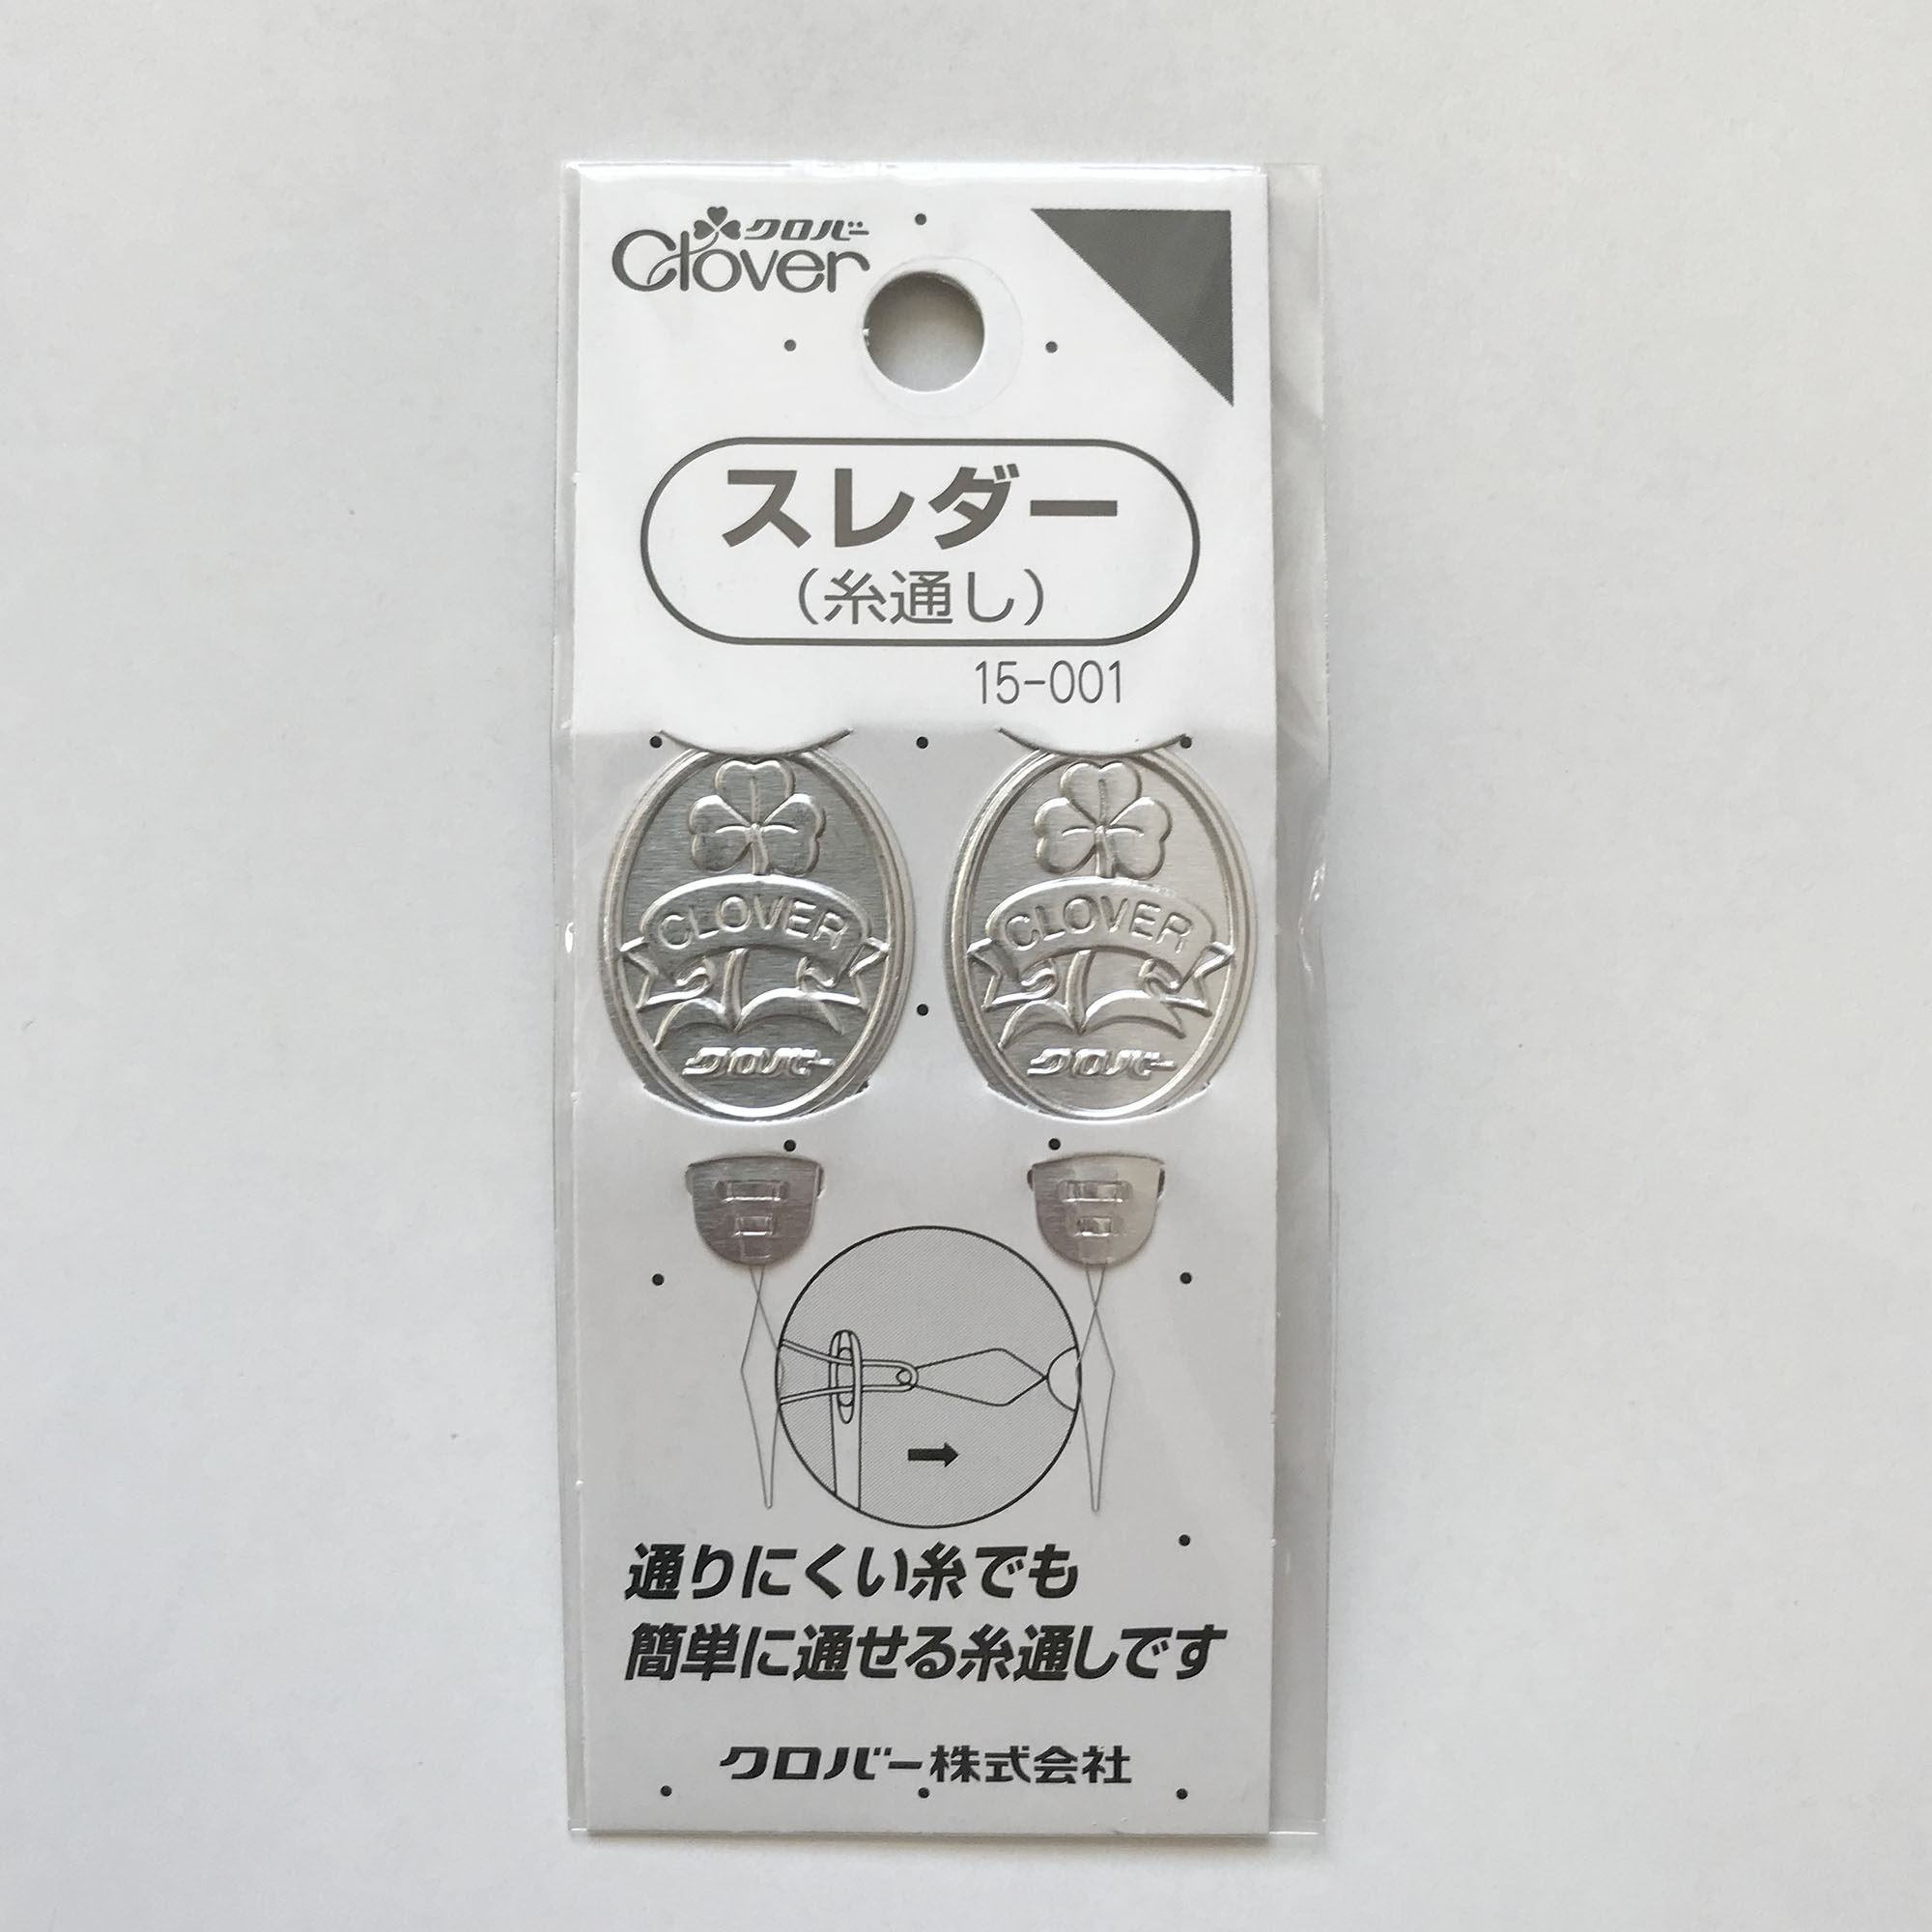 クロバー
Clover
スレダー
(糸通し)
15-001
CLOVER
クロバー
CLOVER
クロバー
通りにくい糸でも
簡単に通せる糸通しです
クロバー株式会社